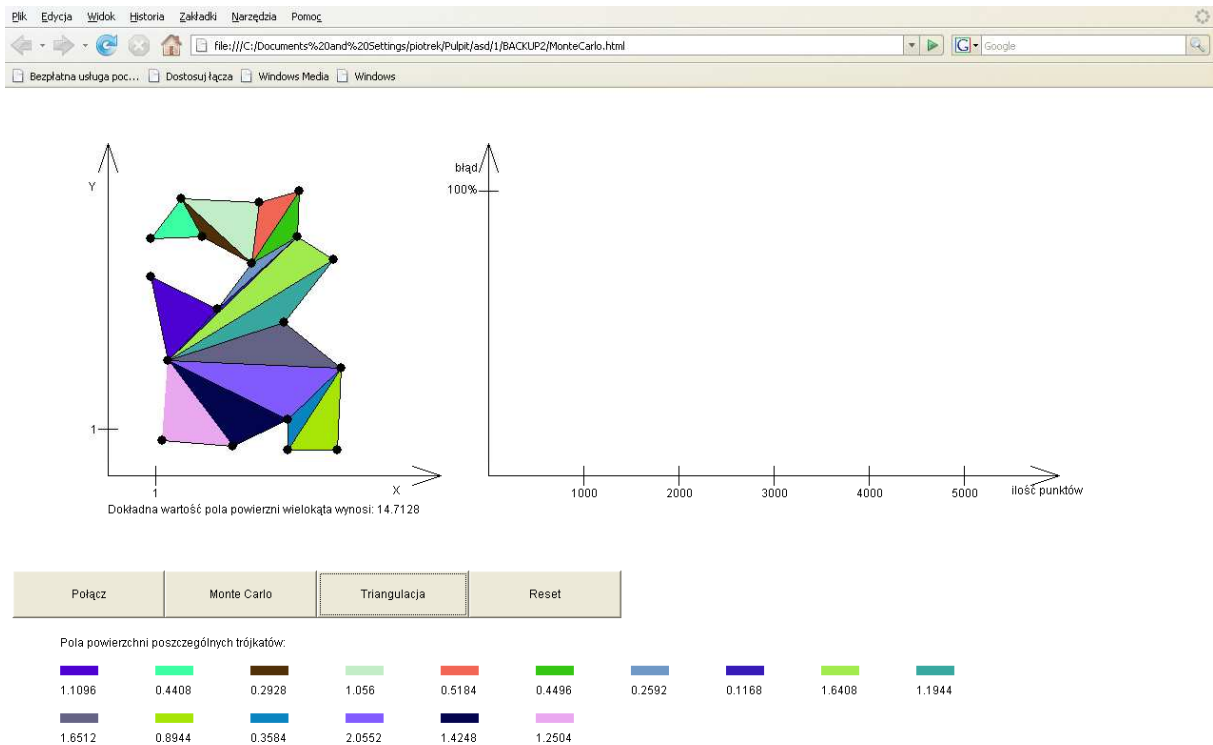 Plik Edycja Widok Historia Zakładki Narzędzia Pomoc
file:///C:/Documents%20and%20Settings/piotrek/Pulpit/asd/1/BACKUP2/MonteCarlo.html
G Google
Bezpłatna usługa poc... Dostosuj łącza Windows Media Windows
Y
1
1
X
Dokładna wartość pola powierzni wielokąta wynosi: 14.7128
błąd
100%
1000 2000 3000 4000 5000 ilość punktów
Połącz Monte Carlo Triangulacja Reset
Pola powierzchni poszczególnych trójkatów:
1.1096 0.4408 0.2928 1.056 0.5184 0.4496 0.2592 0.1168 1.6408 1.1944
1.6512 0.8944 0.3584 2.0552 1.4248 1.2504